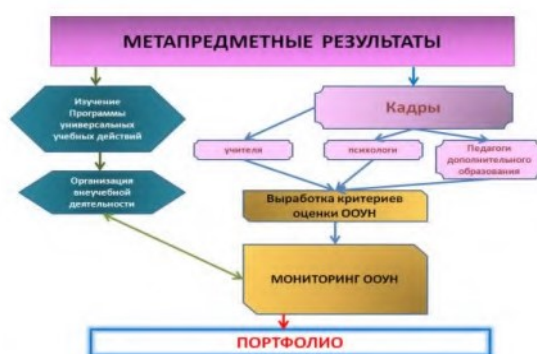 МЕТАПРЕДМЕТНЫЕ РЕЗУЛЬТАТЫ
Изучение
Программы
универсальных
учебных действий
Кадры
учителя
психологи
Педагоги
дополнительного
образования
Организация
внеучебной
деятельности
Выработка критериев
оценки ООУН
МОНИТОРИНГ ООУН
ПОРТФОЛИО